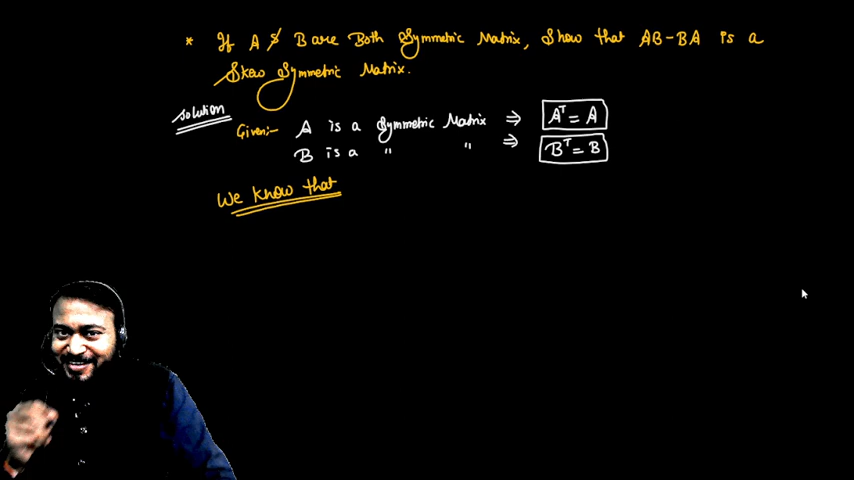 * If A & B are Both Symmetric Matrix, Show that AB-BA is a
Skew Symmetric Matrix.
Solution
Given:- A is a Symmetric Matrix ⇒ Aᵀ = A
B is a " " ⇒ Bᵀ = B
We know that